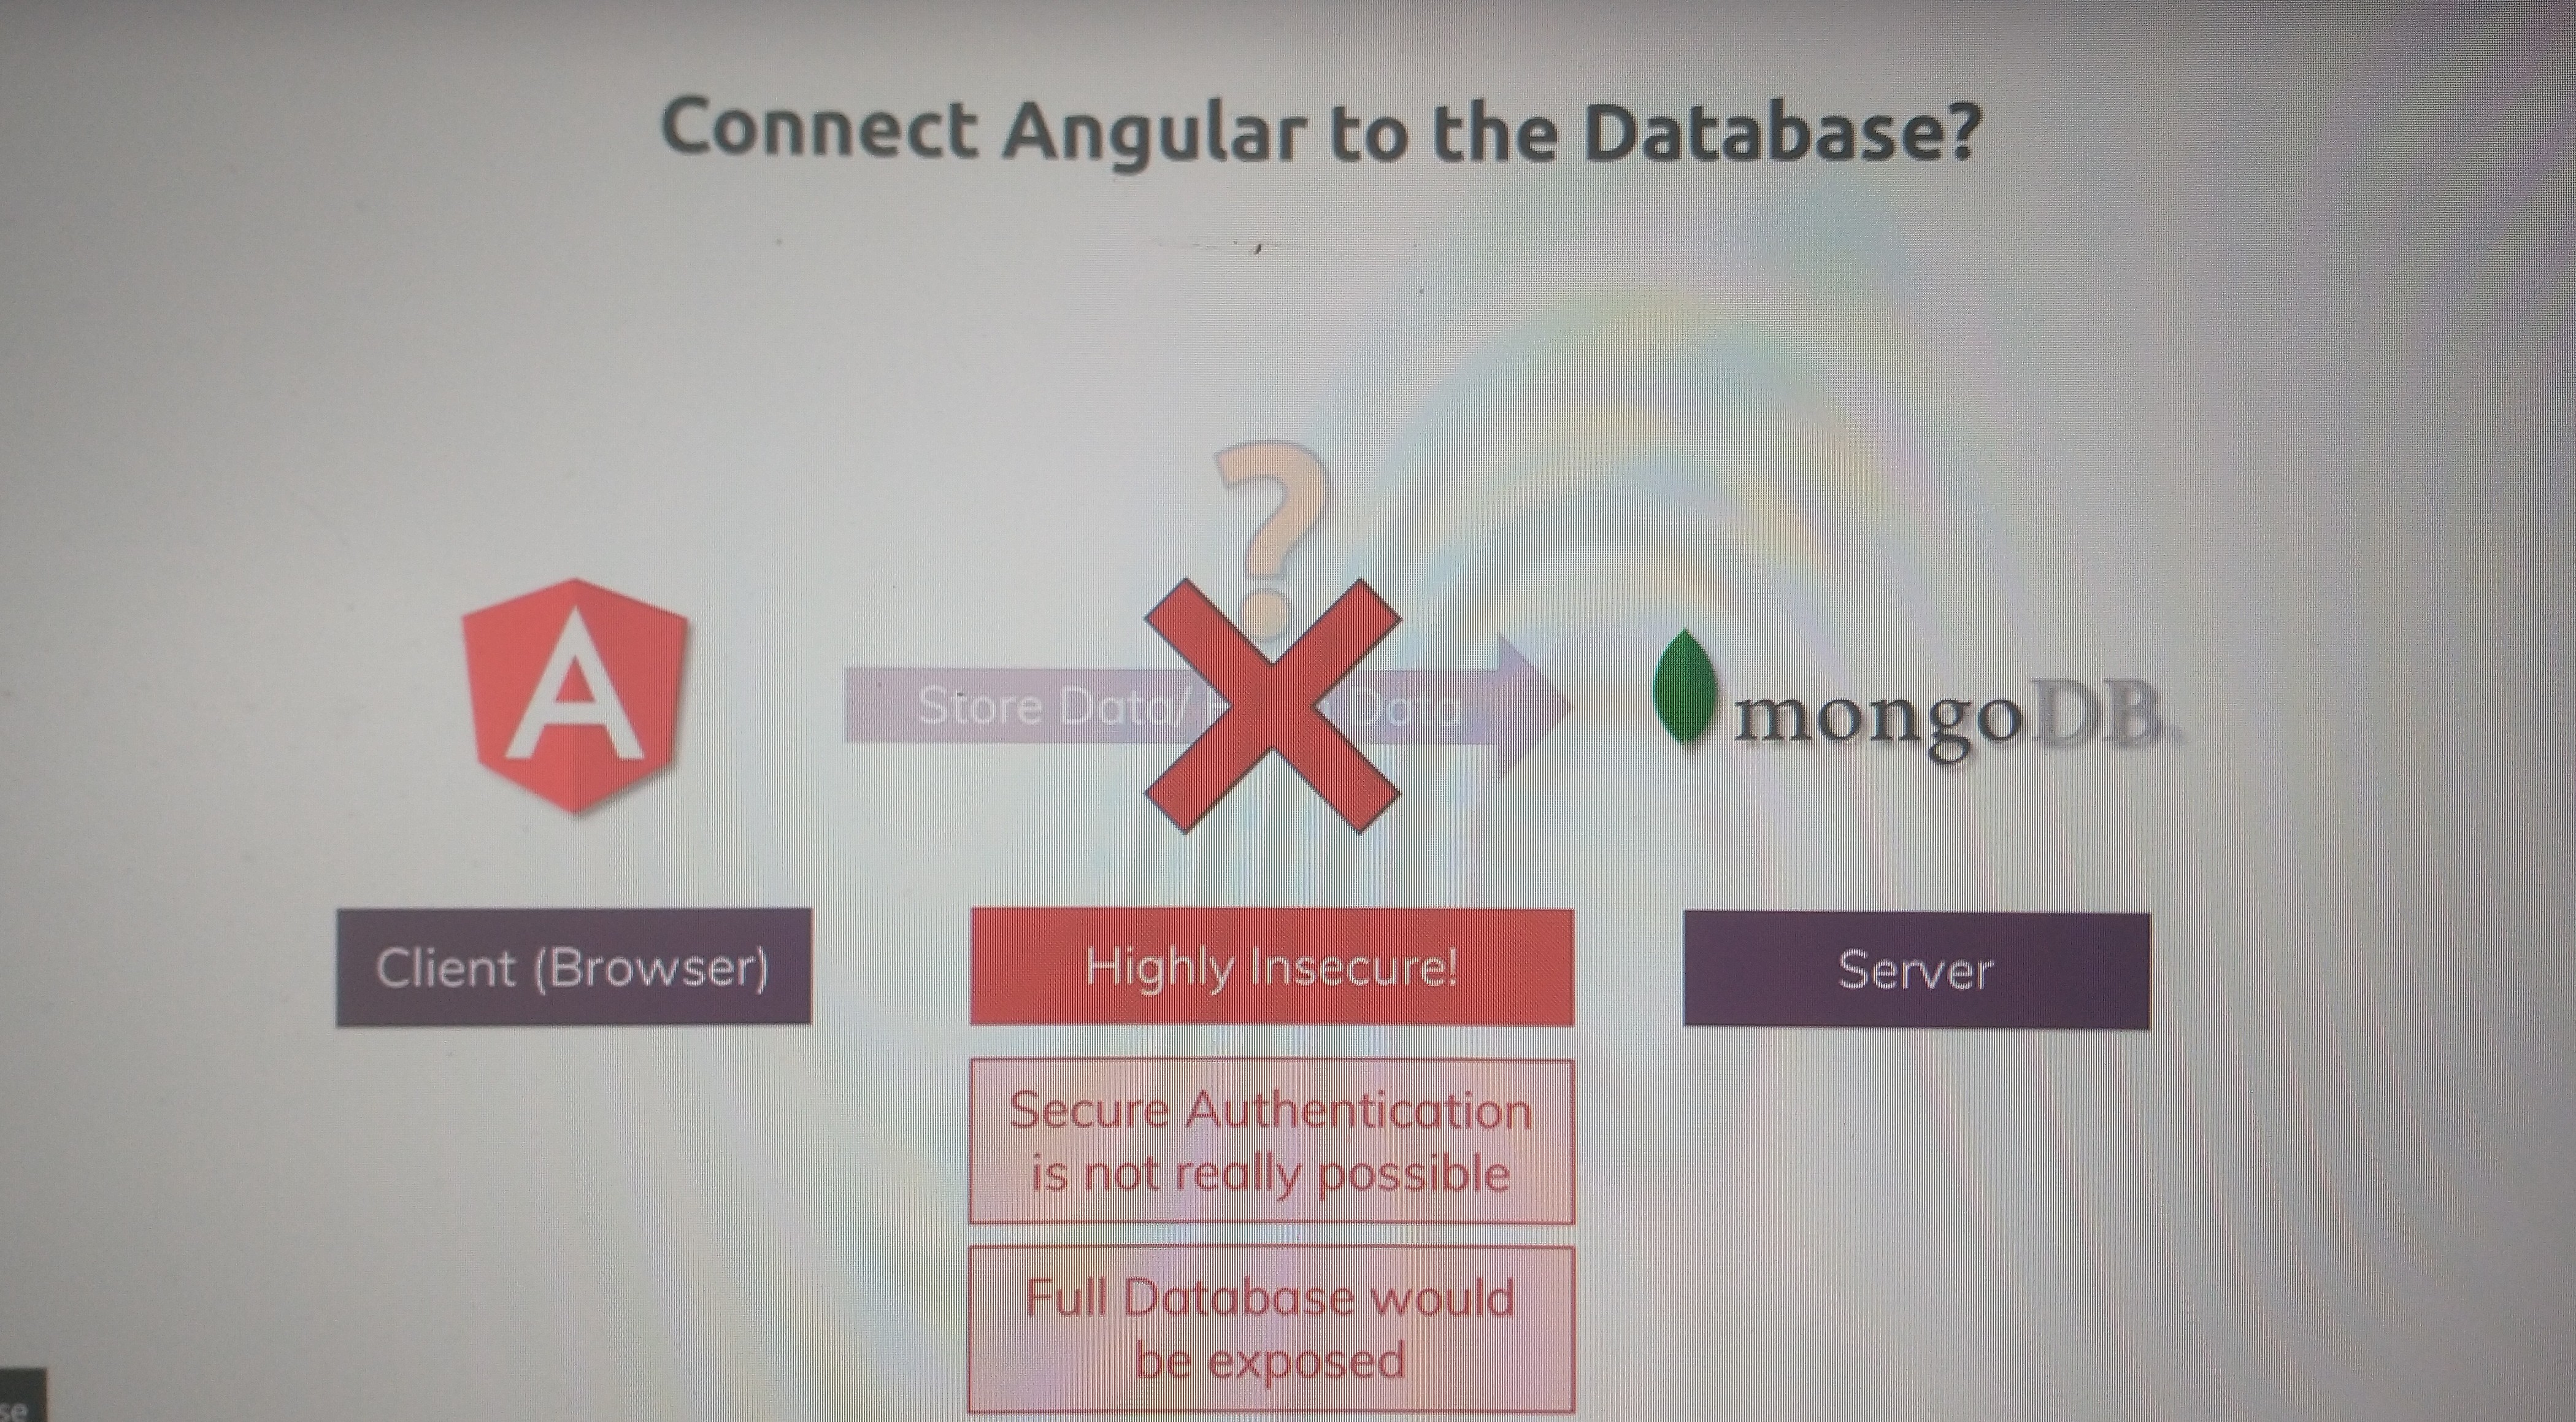 Connect Angular to the Database?
?
A
Store Data/ Data
mongoDB.
Client (Browser)
Highly Insecure!
Server
Secure Authentication
is not really possible
Full Database would
be exposed
se